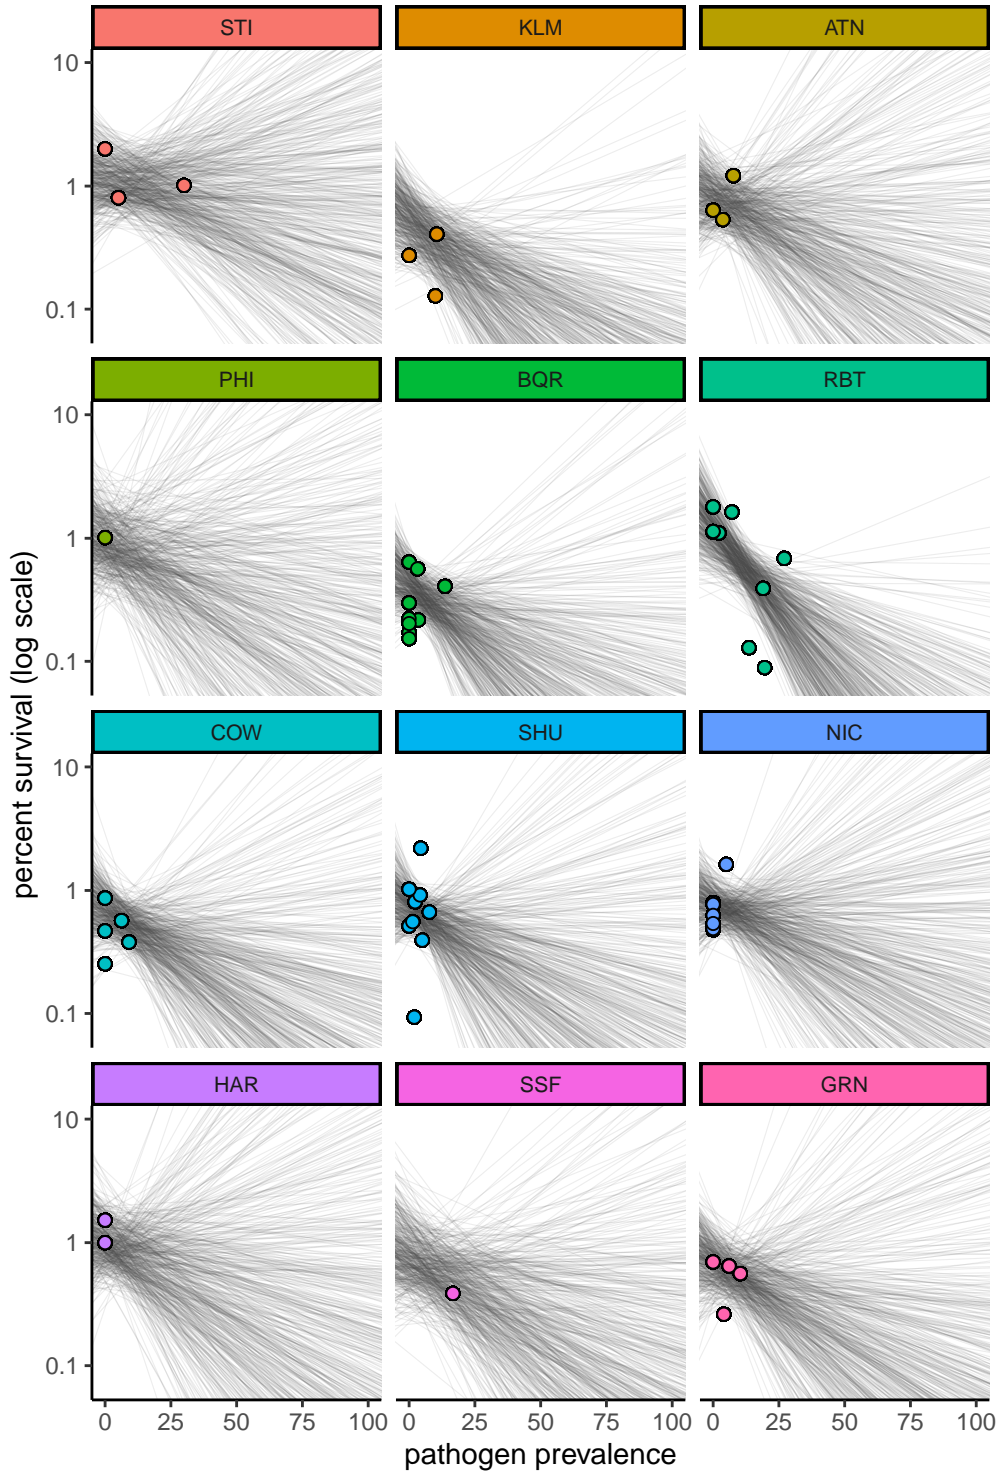 STI KLM ATN
10
1
0.1
PHI BQR RBT
10
1
0.1
percent survival (log scale)
COW SHU NIC
10
1
0.1
HAR SSF GRN
10
1
0.1
0 25 50 75 100 0 25 50 75 100 0 25 50 75 100
pathogen prevalence